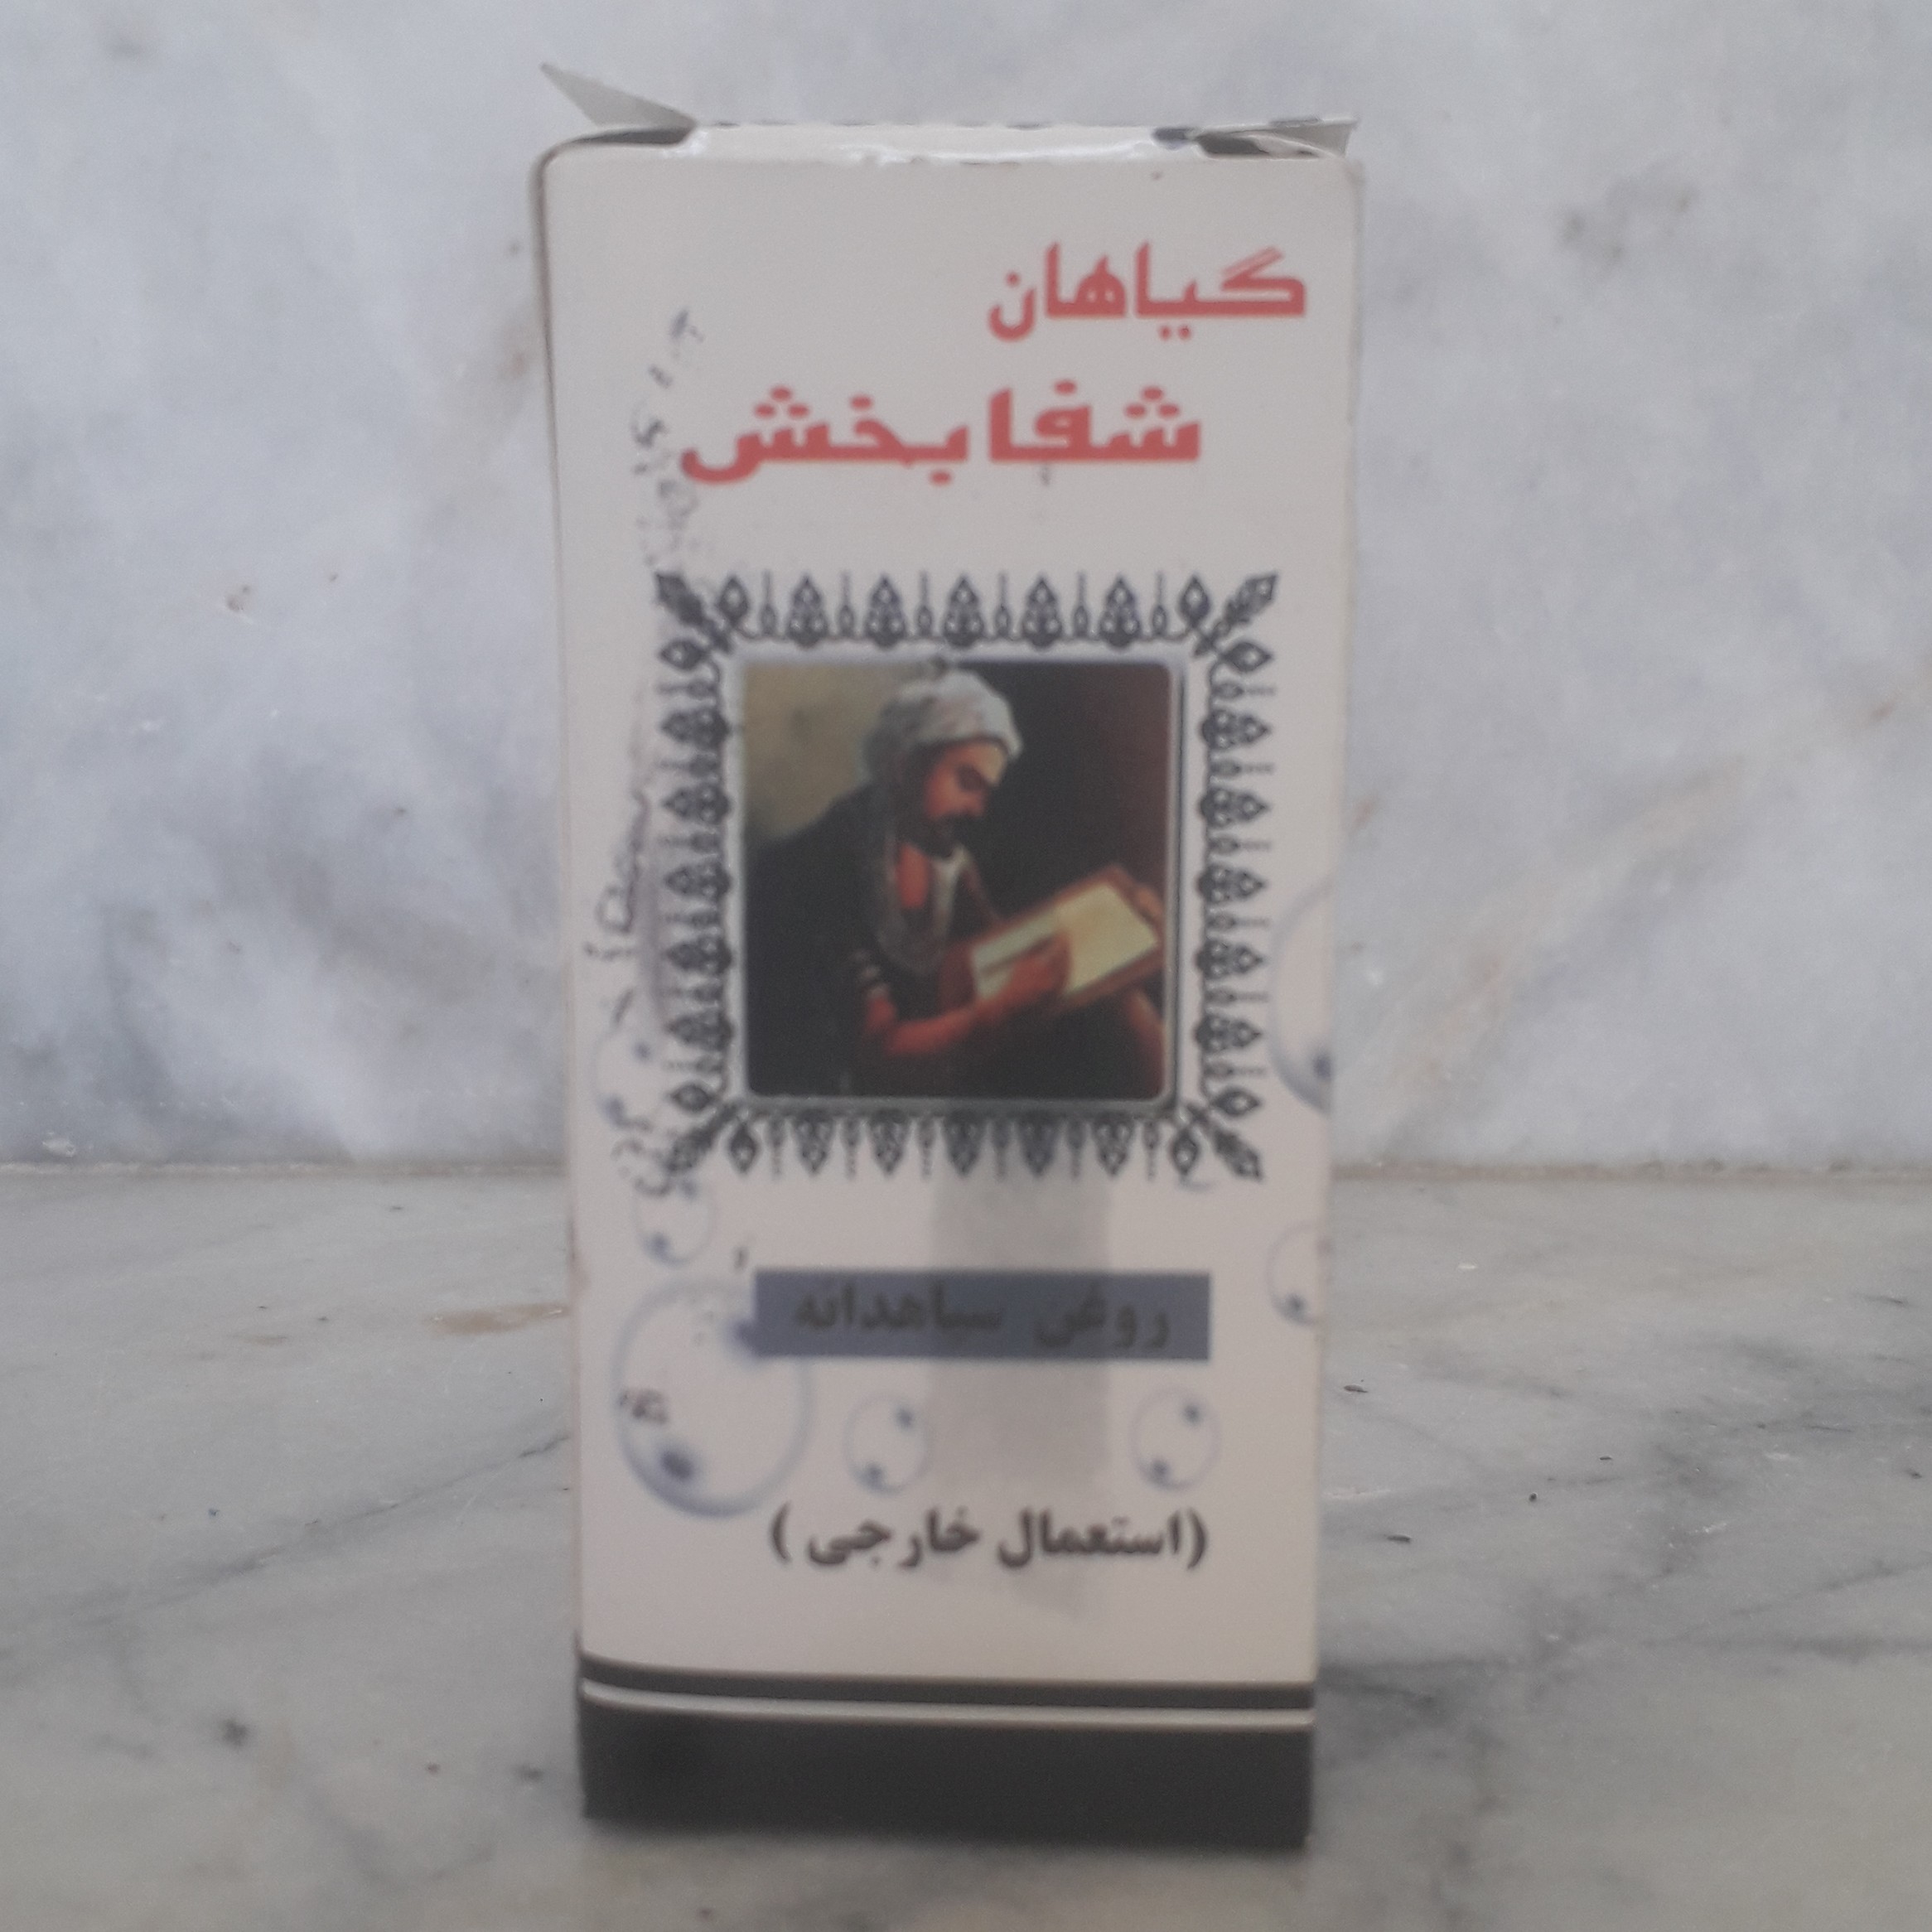 گیاهان
شفابخش
روغن سیاهدانه
(استعمال خارجی)